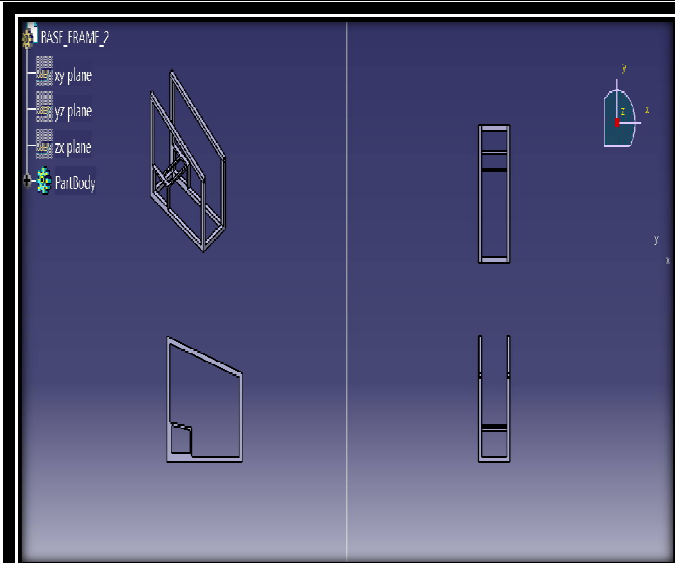 BASE_FRAME_2
xy plane
yz plane
zx plane
PartBody
y
x
z
y
x